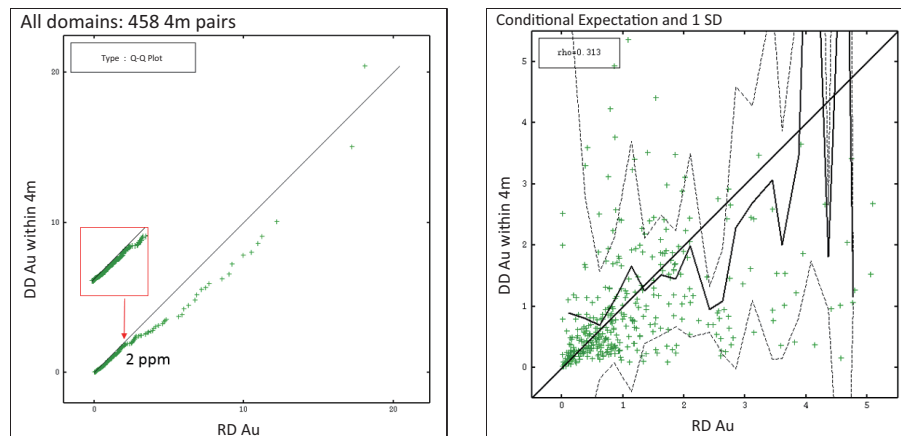 All domains: 458 4m pairs
Type : Q-Q Plot
20
10
0
DD Au within 4m
2 ppm
0
10
20
RD Au
Conditional Expectation and 1 SD
rho=0.313
5
4
3
2
1
0
DD Au within 4m
0
1
2
3
4
5
RD Au